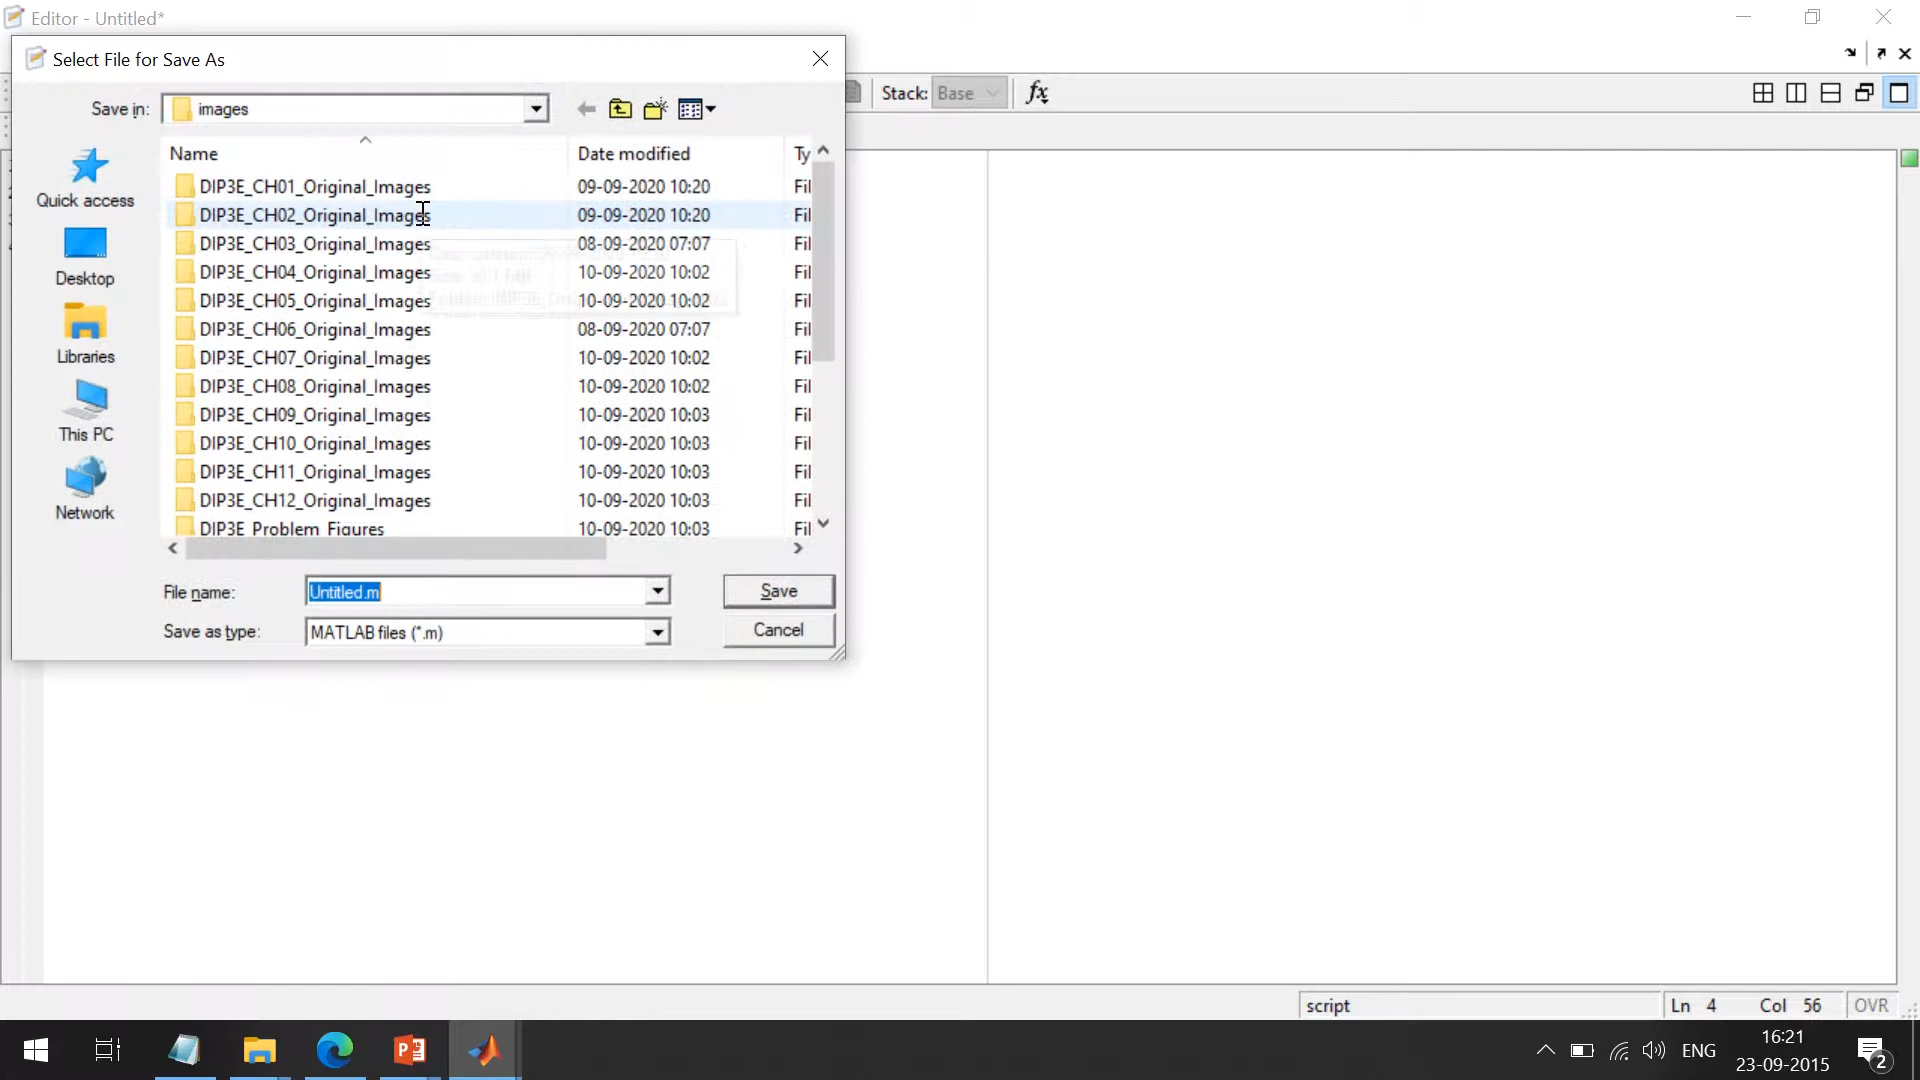 Editor - Untitled*
Select File for Save As
Save in: images
Stack: Base fx
Name Date modified Ty
DIP3E_CH01_Original_Images 09-09-2020 10:20 Fil
DIP3E_CH02_Original_Images 09-09-2020 10:20 Fil
DIP3E_CH03_Original_Images 08-09-2020 07:07 Fil
DIP3E_CH04_Original_Images 10-09-2020 10:02 Fil
DIP3E_CH05_Original_Images 10-09-2020 10:02 Fil
DIP3E_CH06_Original_Images 08-09-2020 07:07 Fil
DIP3E_CH07_Original_Images 10-09-2020 10:02 Fil
DIP3E_CH08_Original_Images 10-09-2020 10:02 Fil
DIP3E_CH09_Original_Images 10-09-2020 10:03 Fil
DIP3E_CH10_Original_Images 10-09-2020 10:03 Fil
DIP3E_CH11_Original_Images 10-09-2020 10:03 Fil
DIP3E_CH12_Original_Images 10-09-2020 10:03 Fil
DIP3E_Problem_Figures 10-09-2020 10:03 Fil
Quick access
Desktop
Libraries
This PC
Network
File name: Untitled.m Save
Save as type: MATLAB files (*.m) Cancel
script Ln 4 Col 56 OVR
ENG
16:21
23-09-2015
2